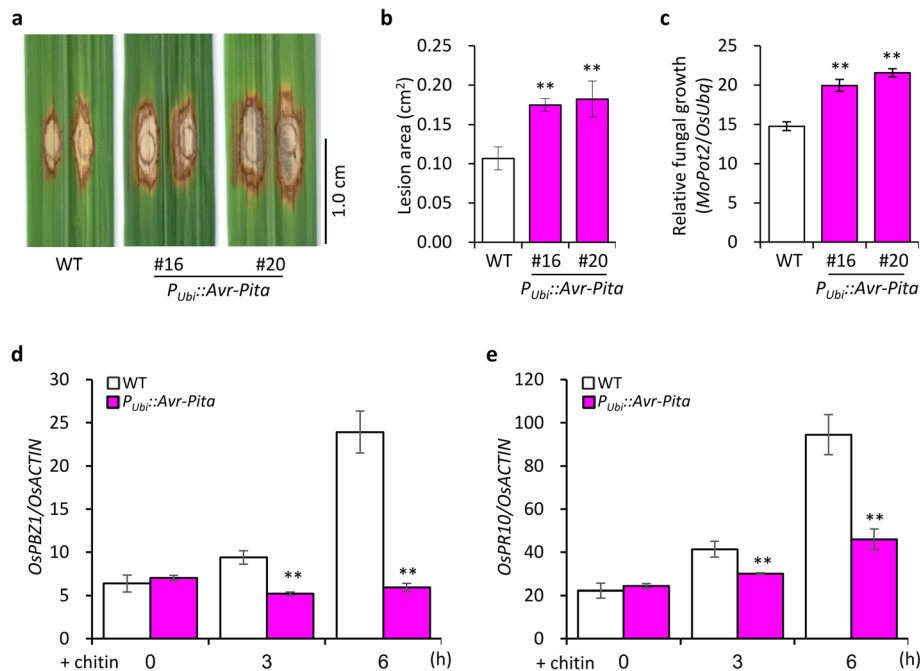 a
WT
#16
#20
P_Ubi::Avr-Pita
1.0 cm
b
Lesion area (cm²)
0.25
0.20
0.15
0.10
0.05
0.00
**
**
WT
#16
#20
P_Ubi::Avr-Pita
c
Relative fungal growth
(MoPot2/OsUbq)
25
20
15
10
5
0
**
**
WT
#16
#20
P_Ubi::Avr-Pita
d
OsPBZ1/OsACTIN
30
25
20
15
10
5
0
WT
P_Ubi::Avr-Pita
**
**
+ chitin 0 3 6 (h)
e
OsPR10/OsACTIN
120
100
80
60
40
20
0
WT
P_Ubi::Avr-Pita
**
**
+ chitin 0 3 6 (h)